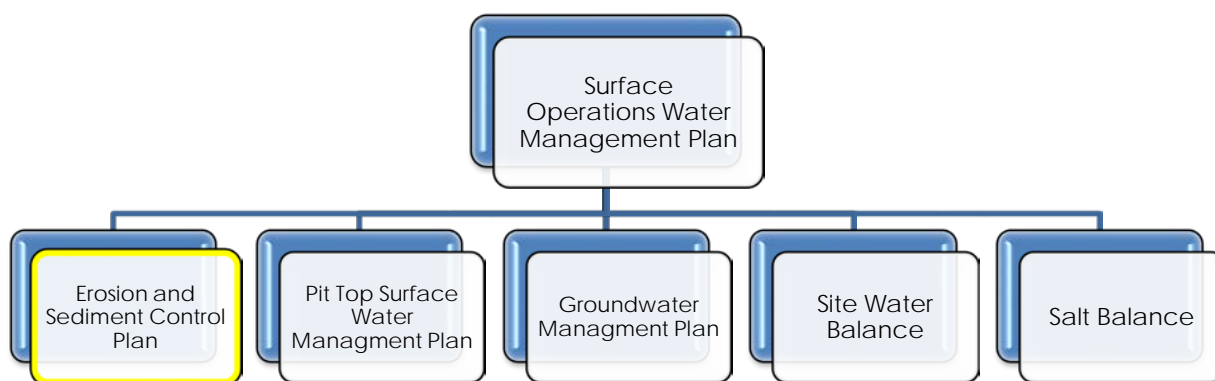 Surface
Operations Water
Management Plan
Erosion and
Sediment Control
Plan
Pit Top Surface
Water
Managment Plan
Groundwater
Managment Plan
Site Water
Balance
Salt Balance